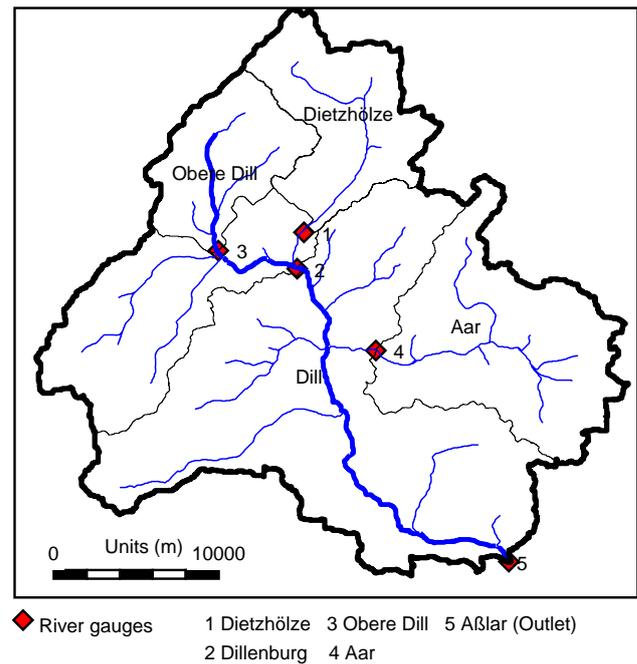 Dietzhölze
Obere Dill
1
3
2
Aar
4
Dill
0 Units (m) 10000
5
River gauges 1 Dietzhölze 3 Obere Dill 5 Aßlar (Outlet)
2 Dillenburg 4 Aar